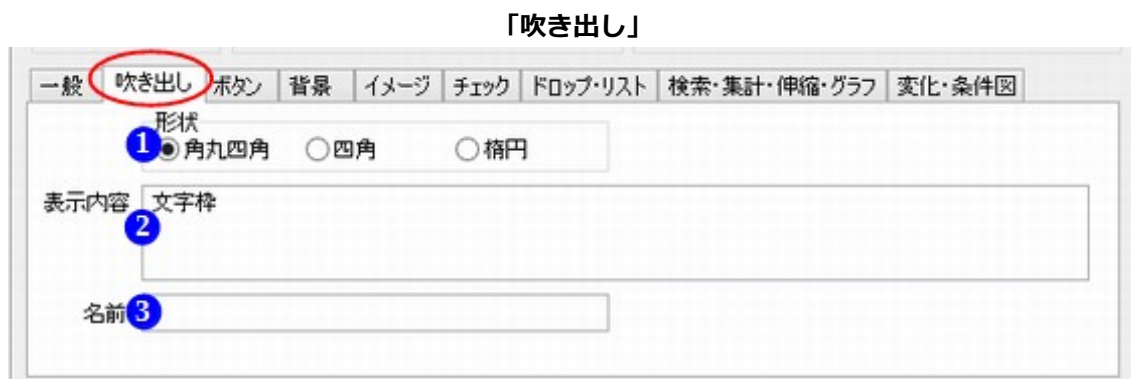 「吹き出し」
一般 吹き出し ボタン 背景 イメージ チェック ドロップ・リスト 検索・集計・伸縮・グラフ 変化・条件図
形状
1 角丸四角 四角 楕円
表示内容 文字枠
2
名前 3